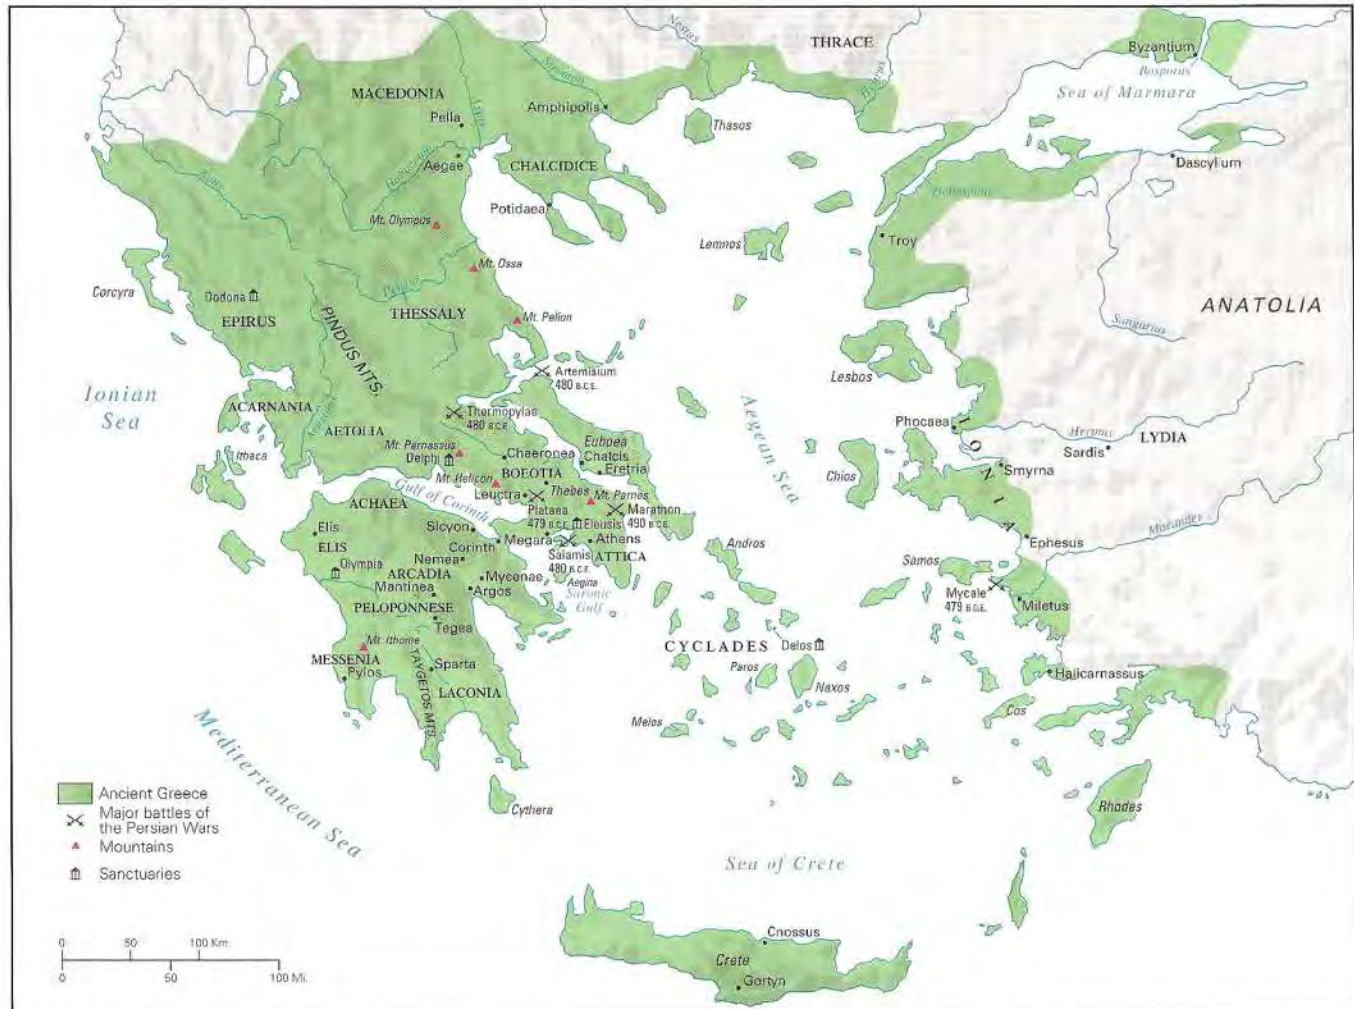 THRACE
Byzantium
Bosporus
Sea of Marmara
Nestus
Strymon
Hebrus
MACEDONIA
Pella
Axius
Amphipolis
Thasos
Aegae
Haliacmon
CHALCIDICE
Dascylium
Hellespont
Potidaea
Mt. Olympus
Lemnos
Troy
Mt. Ossa
Corcyra
Dodona
EPIRUS
PINDUS MTS.
THESSALY
Mt. Pelion
ANATOLIA
Sangarius
Ionian
Sea
Artemisium
480 B.C.E.
Lesbos
Aegean Sea
ACARNANIA
AETOLIA
Thermopylae
480 B.C.E.
Phocaea
IONIA
Hermus
LYDIA
Sardis
Ithaca
Mt. Parnassus
Delphi
Chaeronea
Euboea
Chalcis
Eretria
Smyrna
Chios
Mt. Helicon
BOEOTIA
Thebes
Mt. Parnes
Leuctra
Gulf of Corinth
ACHAEA
Plataea
479 B.C.E.
Marathon
490 B.C.E.
Maeander
Elis
ELIS
Sicyon
Eleusis
Corinth
Megara
Athens
ATTICA
Salamis
480 B.C.E.
Andros
Ephesus
Samos
Nemea
Olympia
ARCADIA
Mycenae
Mantinea
Argos
Aegina
Saronic
Gulf
Mycale
479 B.C.E.
Miletus
PELOPONNESE
Tegea
Mt. Ithome
MESSENIA
Pylos
TAYGETOS MTS.
Sparta
LACONIA
CYCLADES
Delos
Paros
Naxos
Halicarnassus
Melos
Cos
Mediterranean Sea
Cythera
Rhodes
Ancient Greece
Major battles of
the Persian Wars
Mountains
Sanctuaries
Sea of Crete
0 50 100 Km.
0 50 100 Mi.
Cnossus
Crete
Gortyn